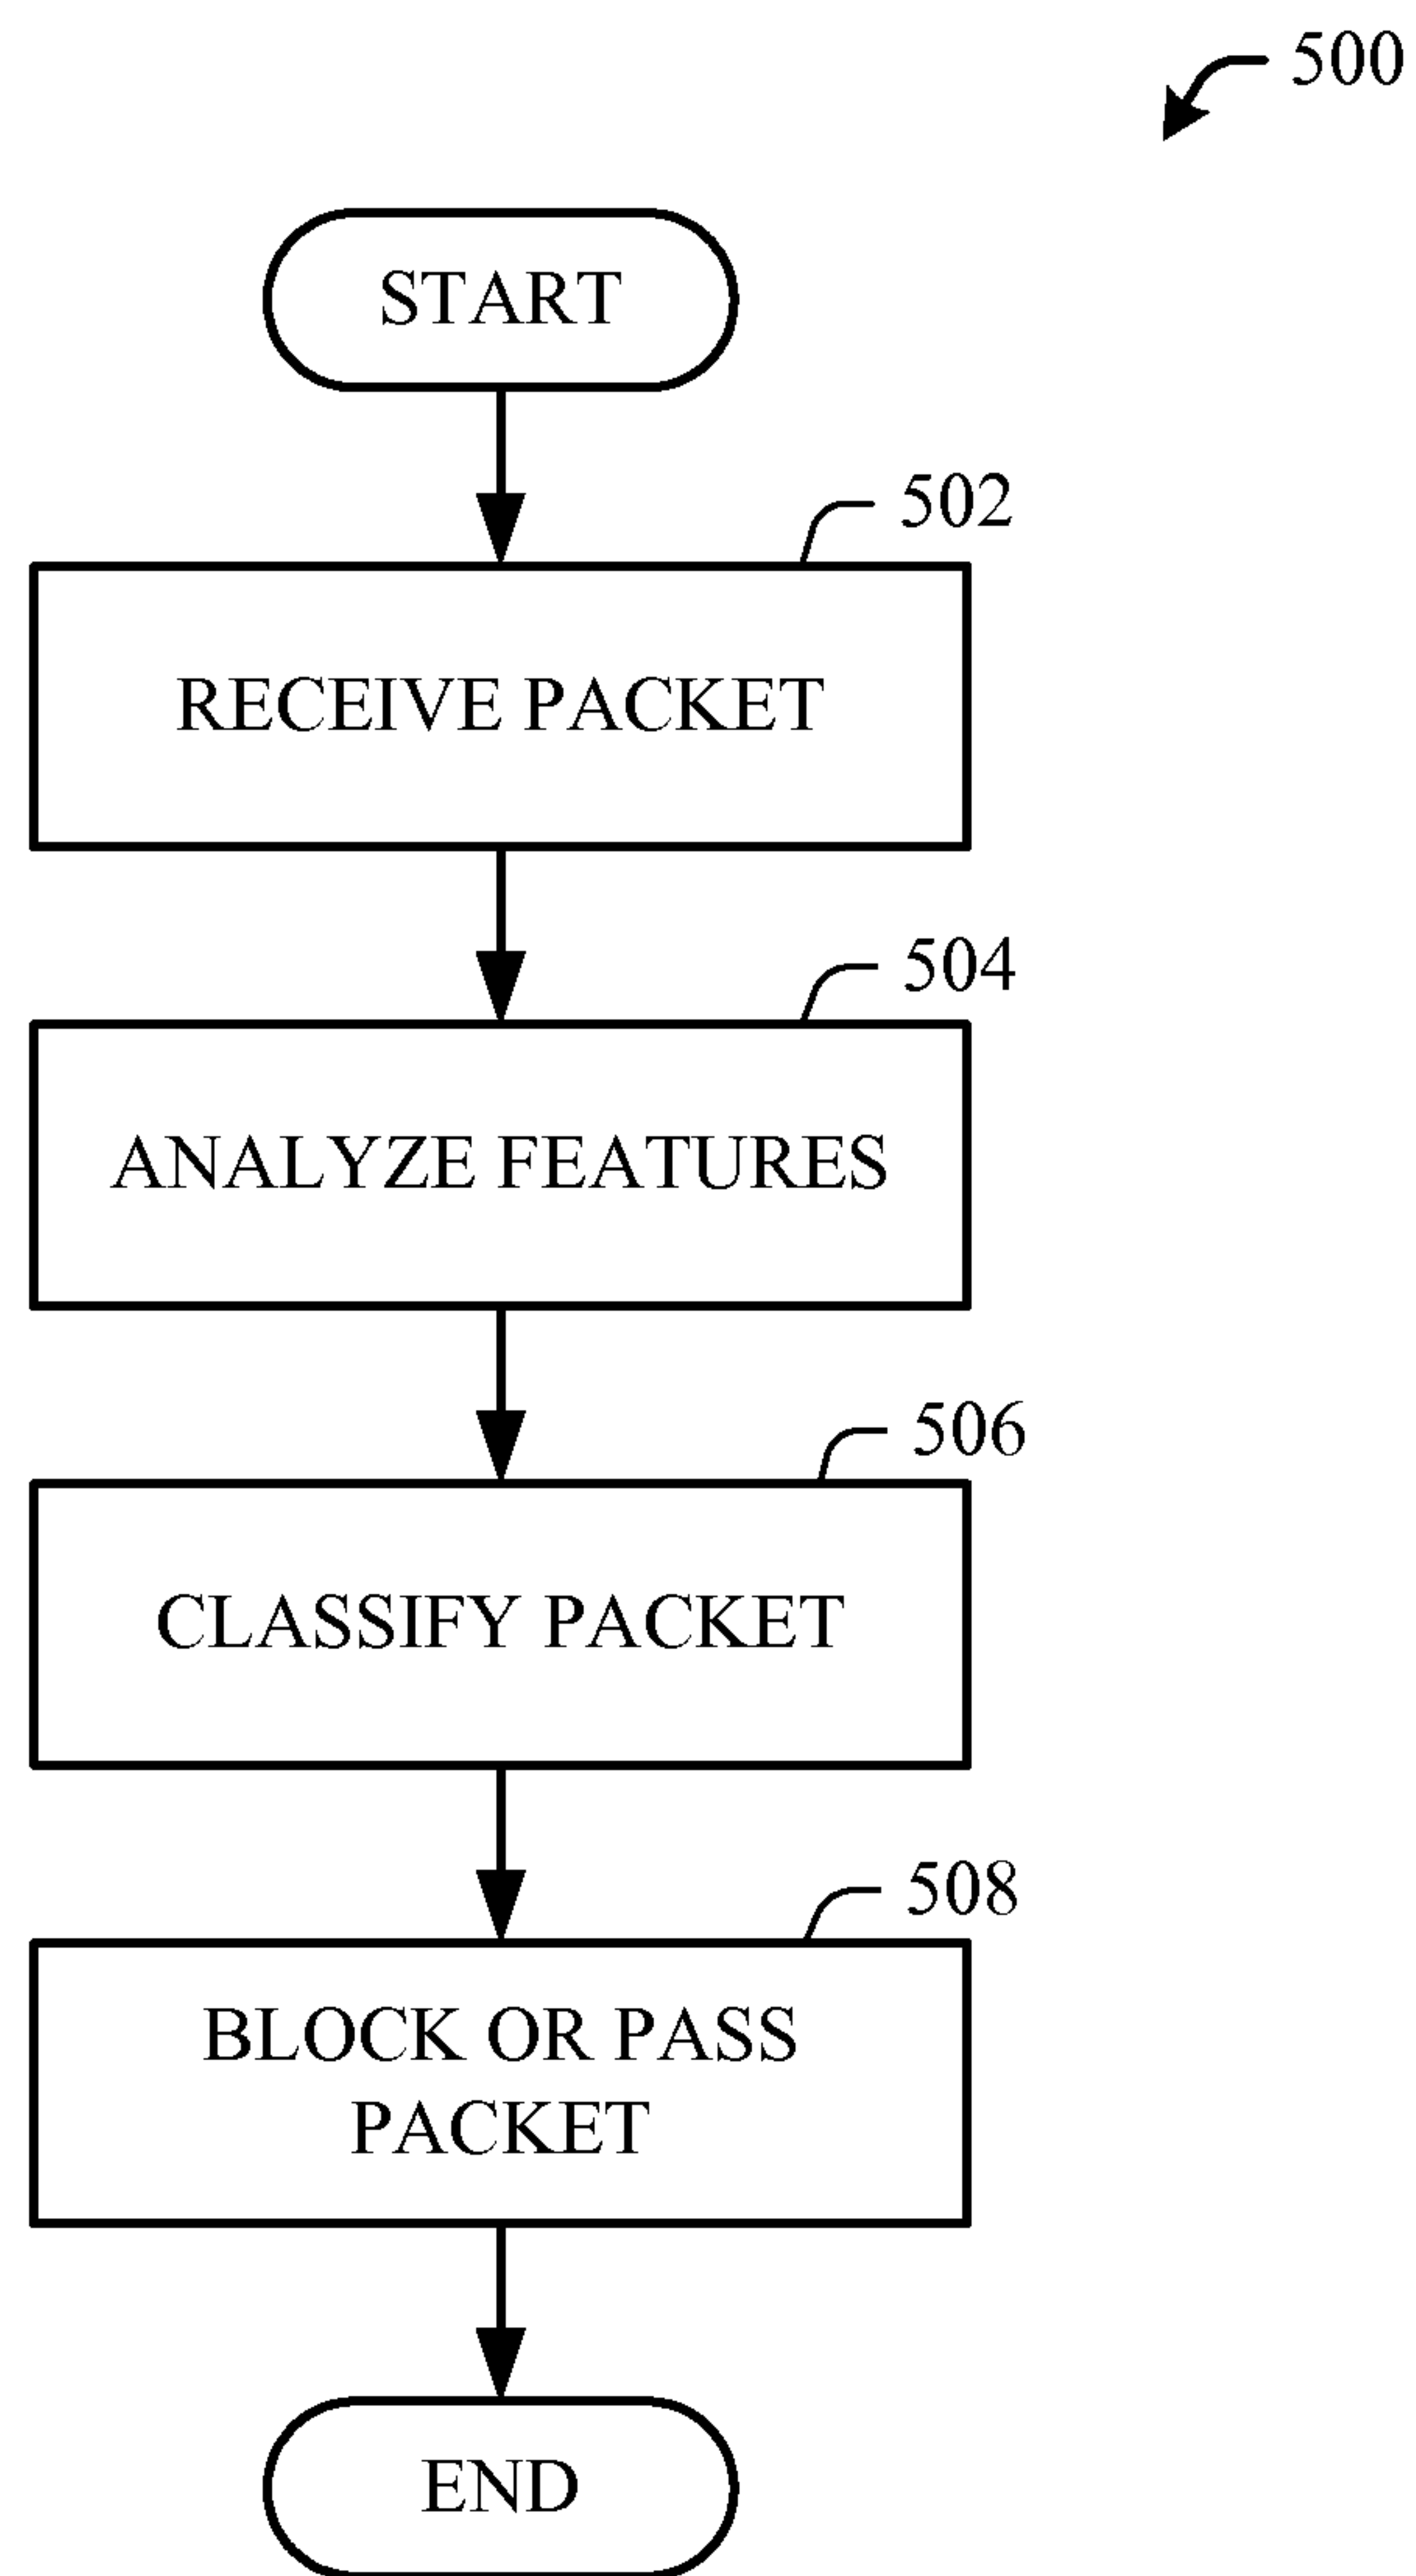 500
START
502
RECEIVE PACKET
504
ANALYZE FEATURES
506
CLASSIFY PACKET
508
BLOCK OR PASS
PACKET
END